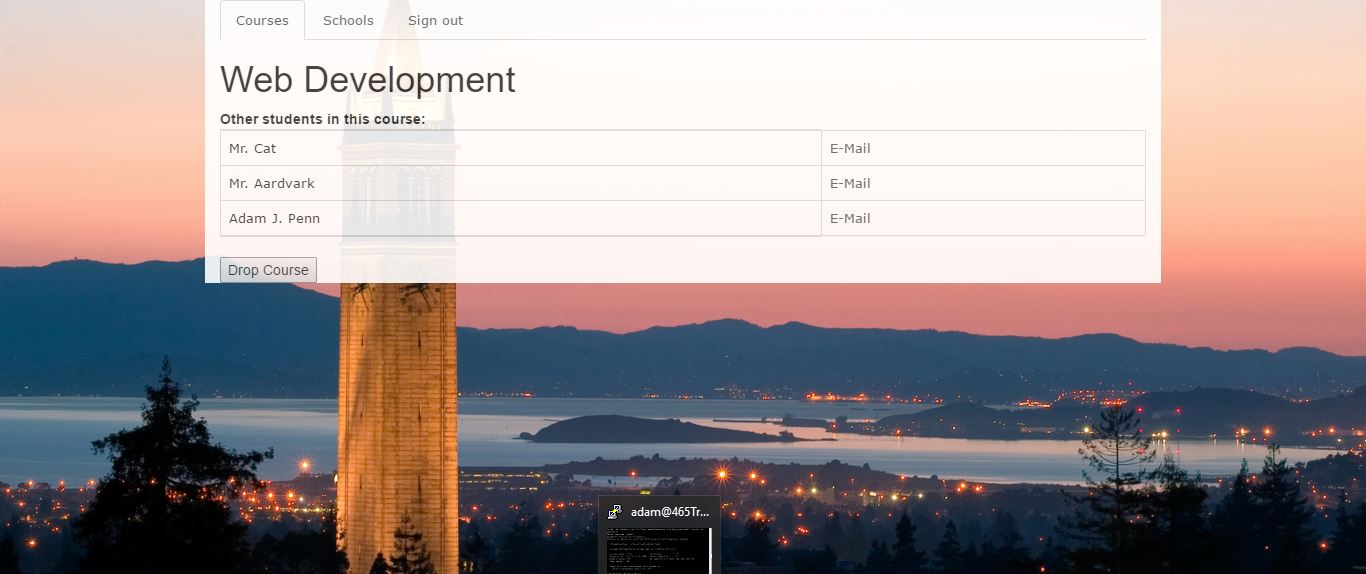 Courses Schools Sign out
Web Development
Other students in this course:
Mr. Cat E-Mail
Mr. Aardvark E-Mail
Adam J. Penn E-Mail
Drop Course
adam@465Tr...